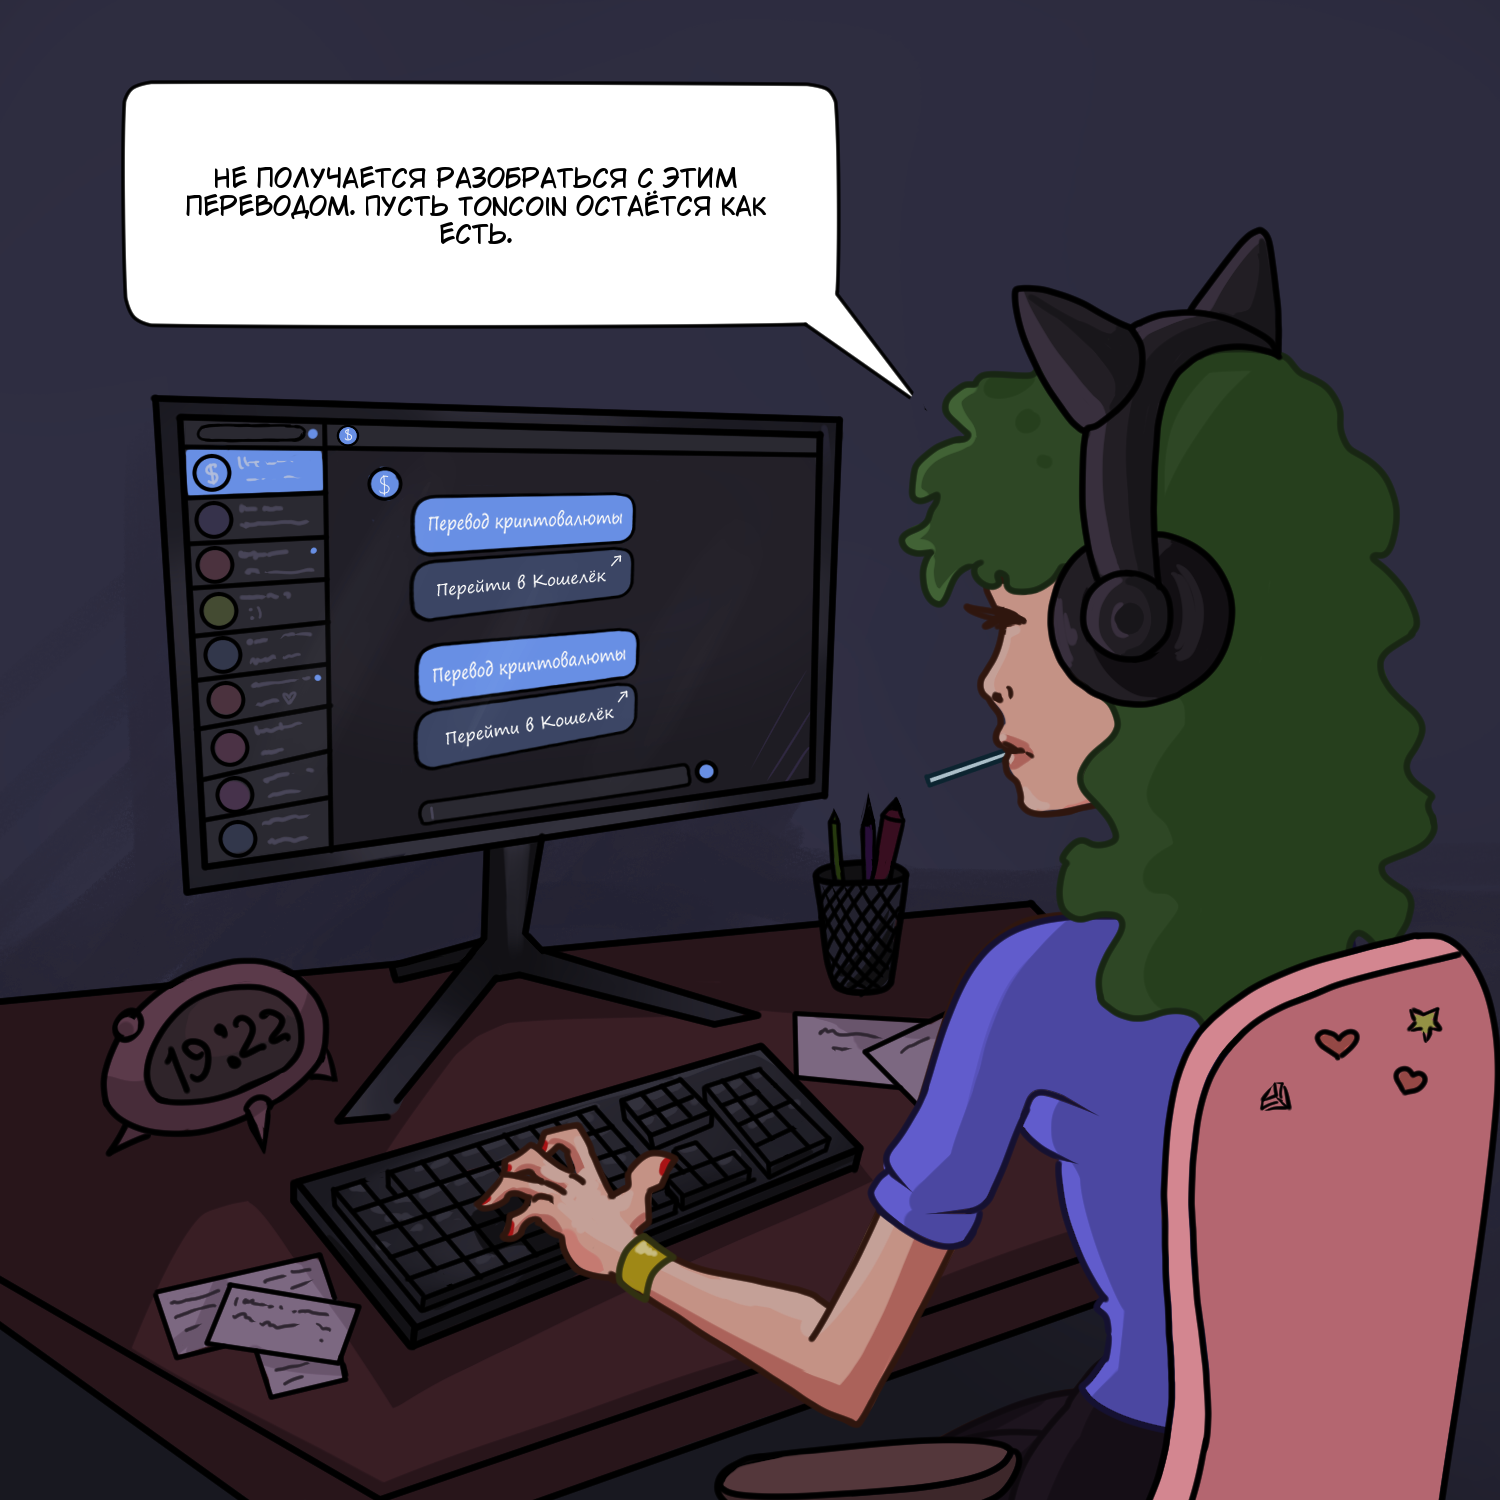 НЕ ПОЛУЧАЕТСЯ РАЗОБРАТЬСЯ С ЭТИМ
ПЕРЕВОДОМ. ПУСТЬ TONCOIN ОСТАЁТСЯ КАК
ЕСТЬ.
$
$
$
Перевод криптовалюты
Перейти в Кошелёк
Перевод криптовалюты
:)
Перейти в Кошелёк
19:22